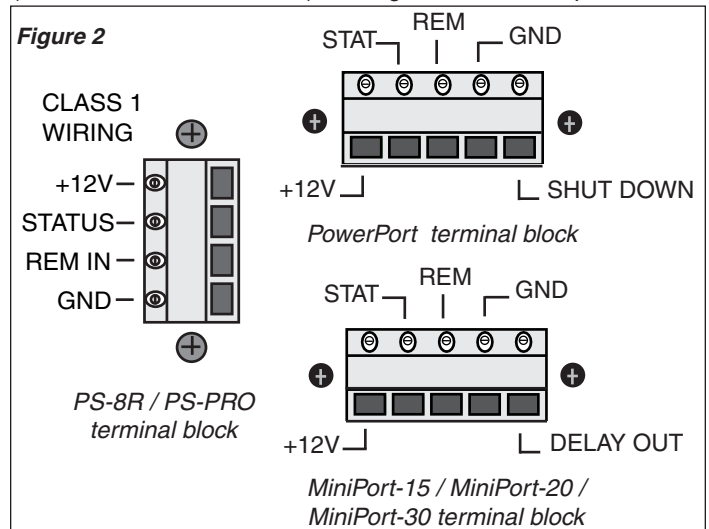 Figure 2
CLASS 1
WIRING
+12V
STATUS
REM IN
GND
PS-8R / PS-PRO
terminal block
STAT
REM
GND
+12V
SHUT DOWN
PowerPort terminal block
STAT
REM
GND
+12V
DELAY OUT
MiniPort-15 / MiniPort-20 /
MiniPort-30 terminal block